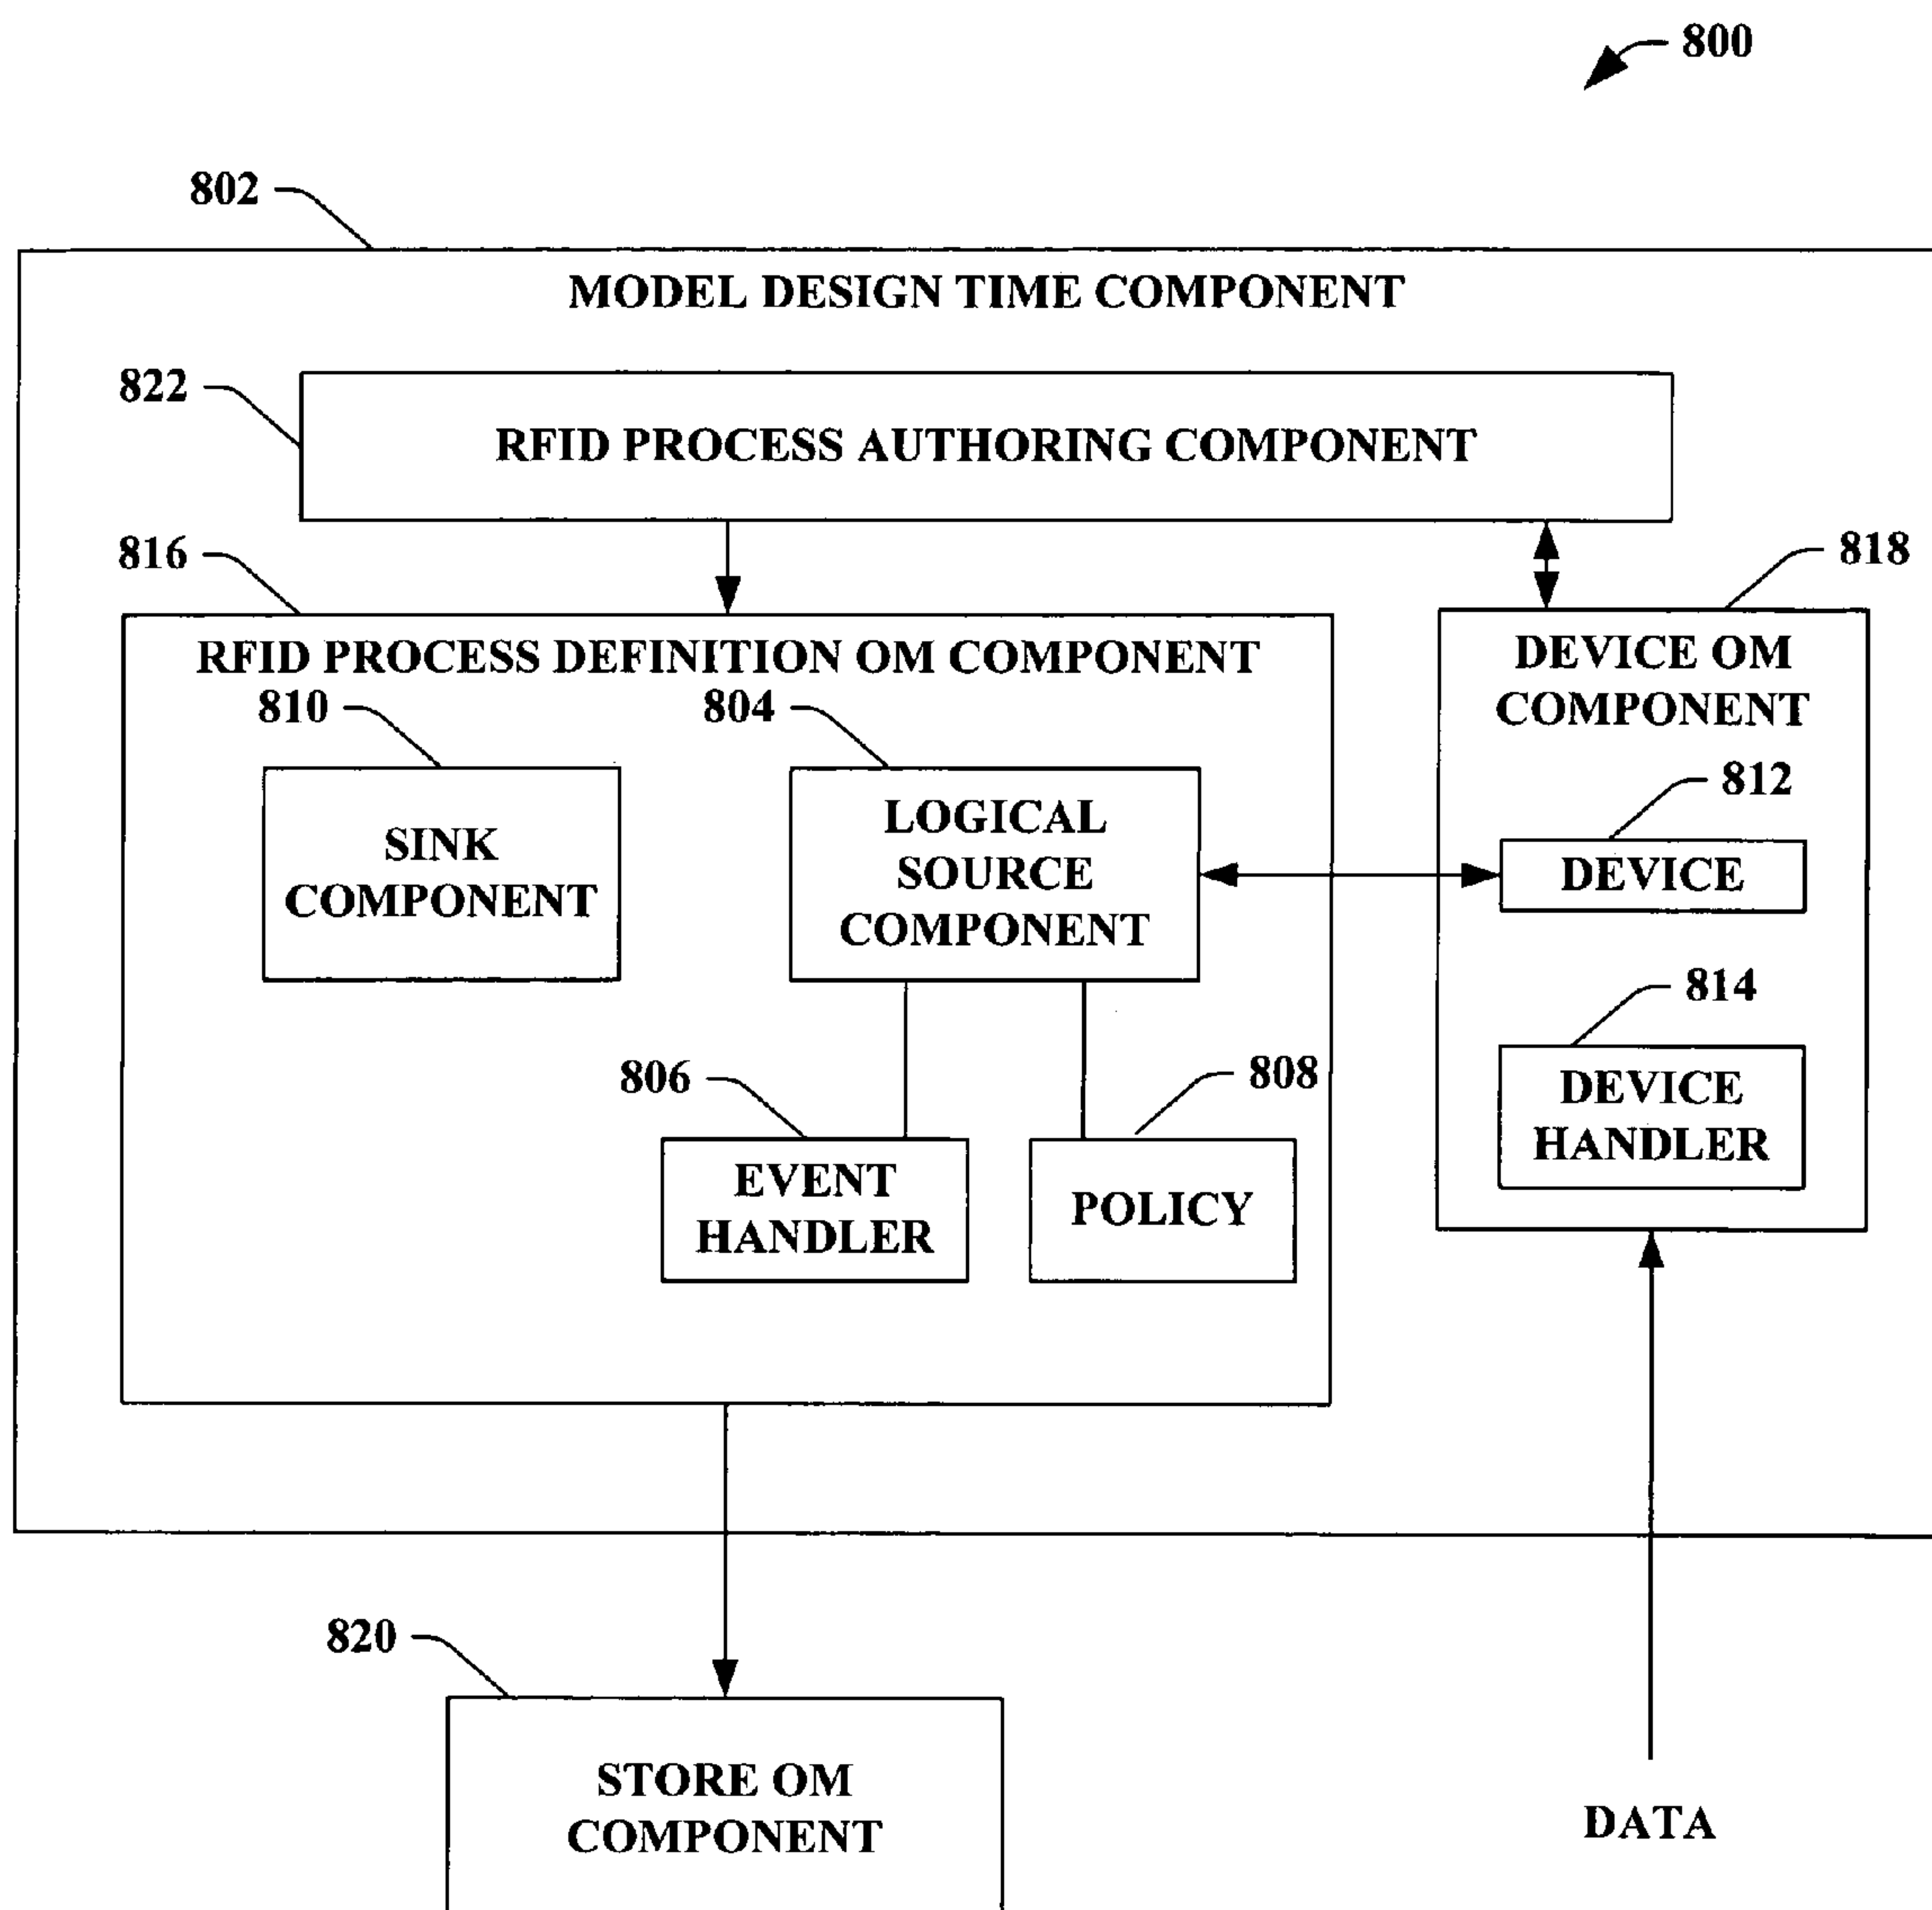 800
802
MODEL DESIGN TIME COMPONENT
822
RFID PROCESS AUTHORING COMPONENT
816
818
RFID PROCESS DEFINITION OM COMPONENT
DEVICE OM
COMPONENT
810
804
SINK
COMPONENT
LOGICAL
SOURCE
COMPONENT
812
DEVICE
814
DEVICE
HANDLER
806
808
EVENT
HANDLER
POLICY
820
STORE OM
COMPONENT
DATA